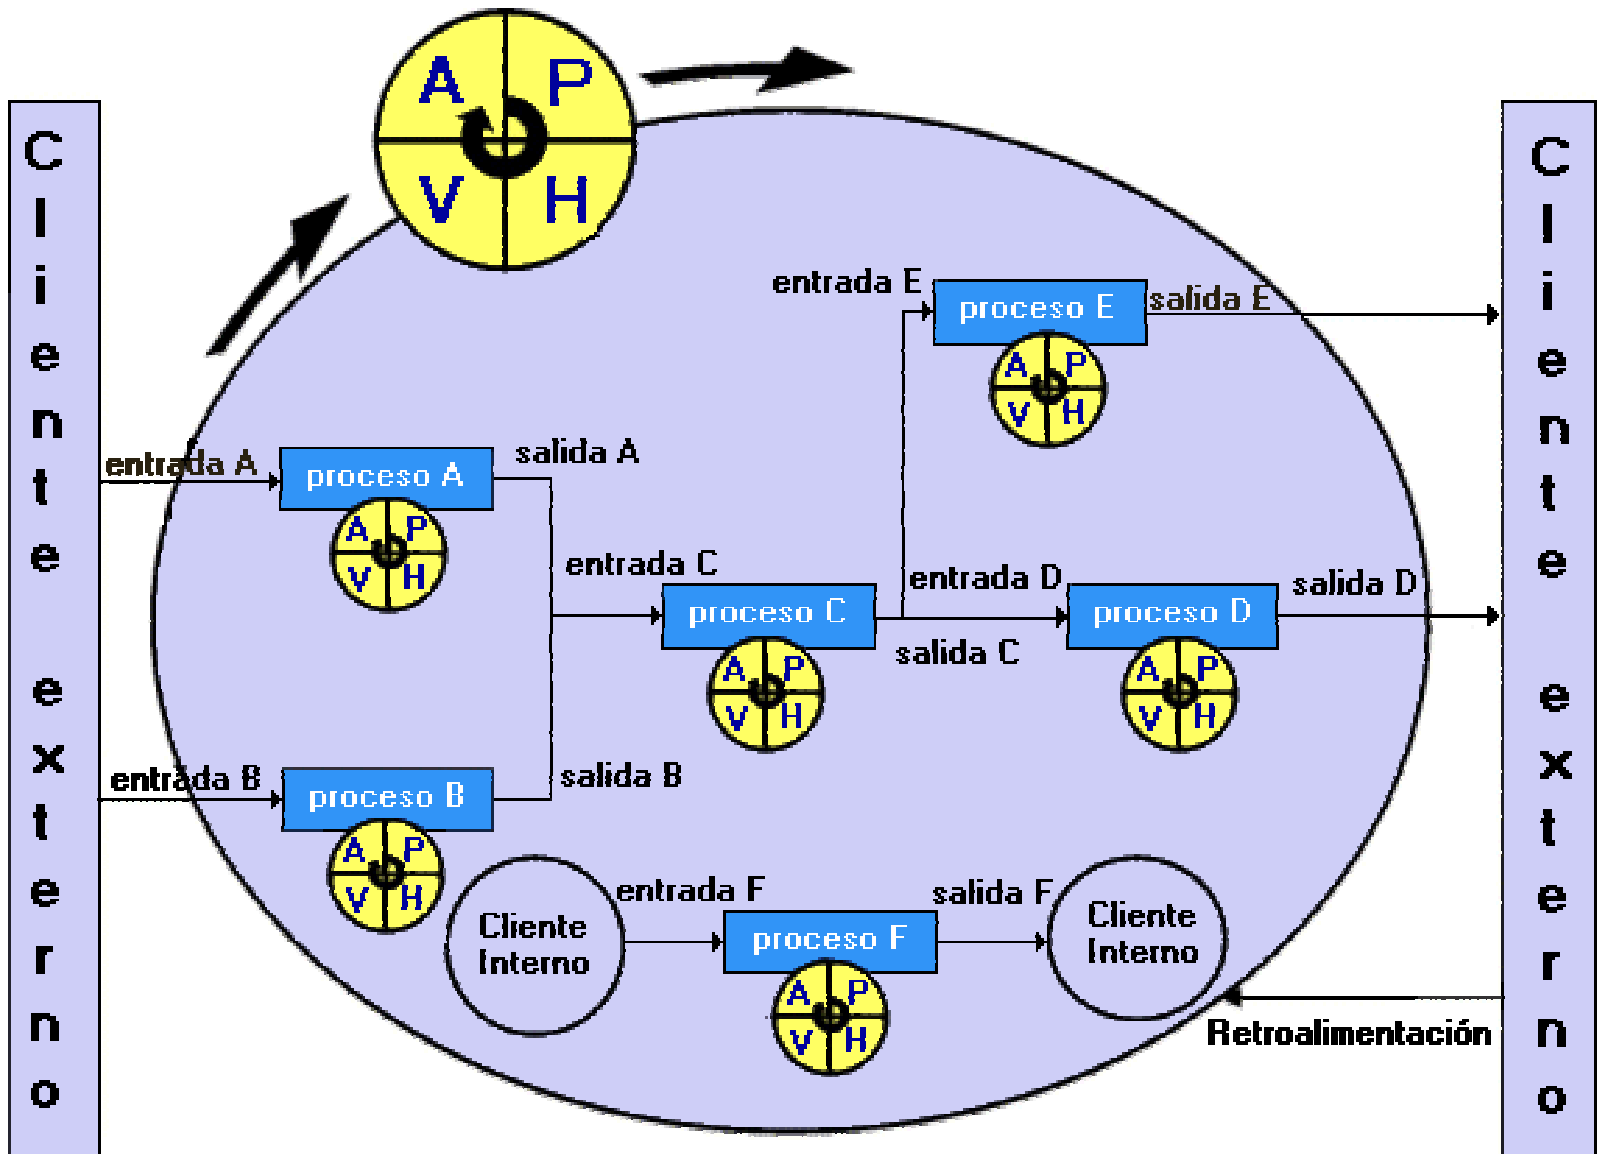 A P
V H
Cliente externo
Cliente externo
entrada E
proceso E
salida E
A P
V H
entrada A
proceso A
salida A
A P
V H
entrada C
proceso C
salida C
A P
V H
entrada D
proceso D
salida D
A P
V H
entrada B
proceso B
salida B
A P
V H
Cliente
Interno
entrada F
proceso F
salida F
A P
V H
Cliente
Interno
Retroalimentación